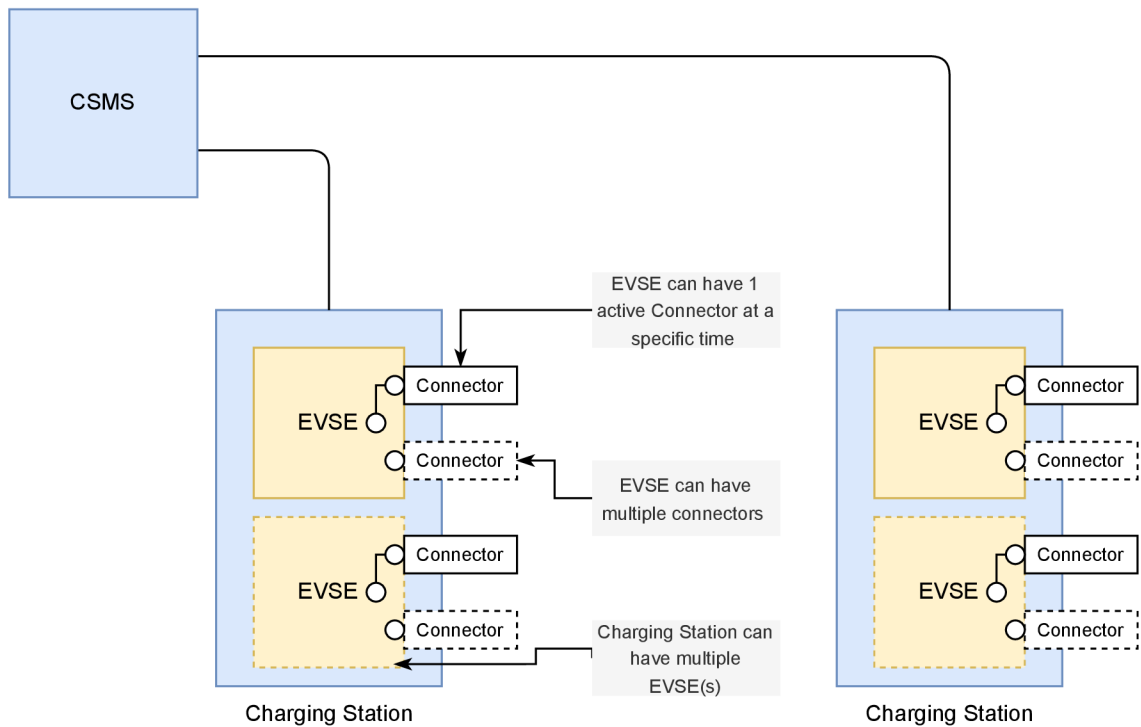 CSMS
EVSE can have 1
active Connector at a
specific time
Connector
EVSE
Connector
EVSE can have
multiple connectors
Connector
EVSE
Connector
Charging Station can
have multiple
EVSE(s)
Charging Station
Connector
EVSE
Connector
Connector
EVSE
Connector
Charging Station